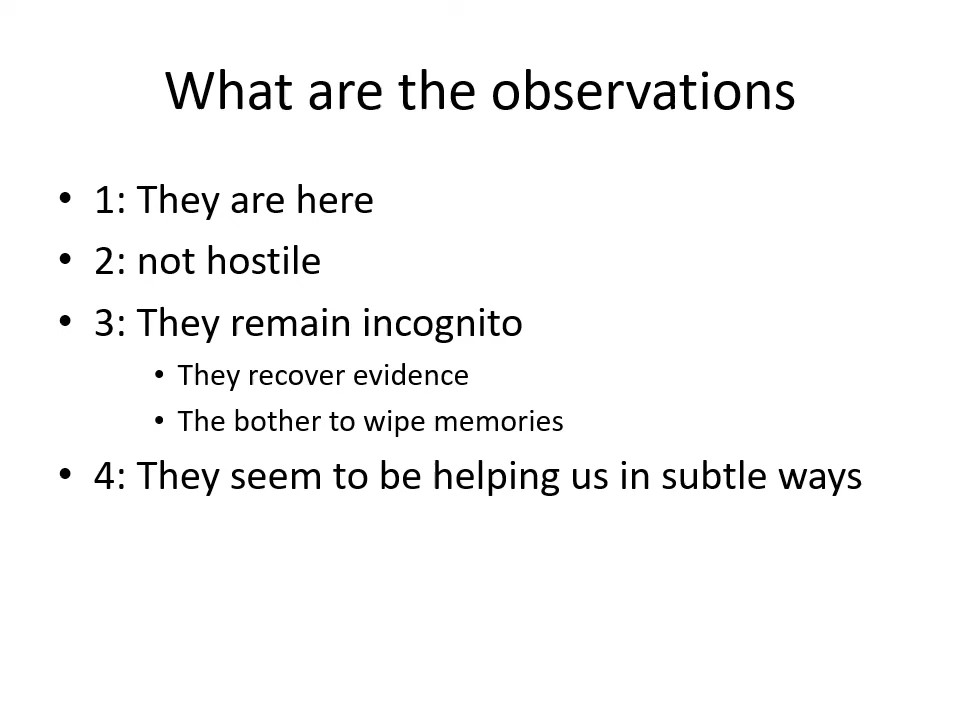 What are the observations
• 1: They are here
• 2: not hostile
• 3: They remain incognito
• They recover evidence
• The bother to wipe memories
• 4: They seem to be helping us in subtle ways